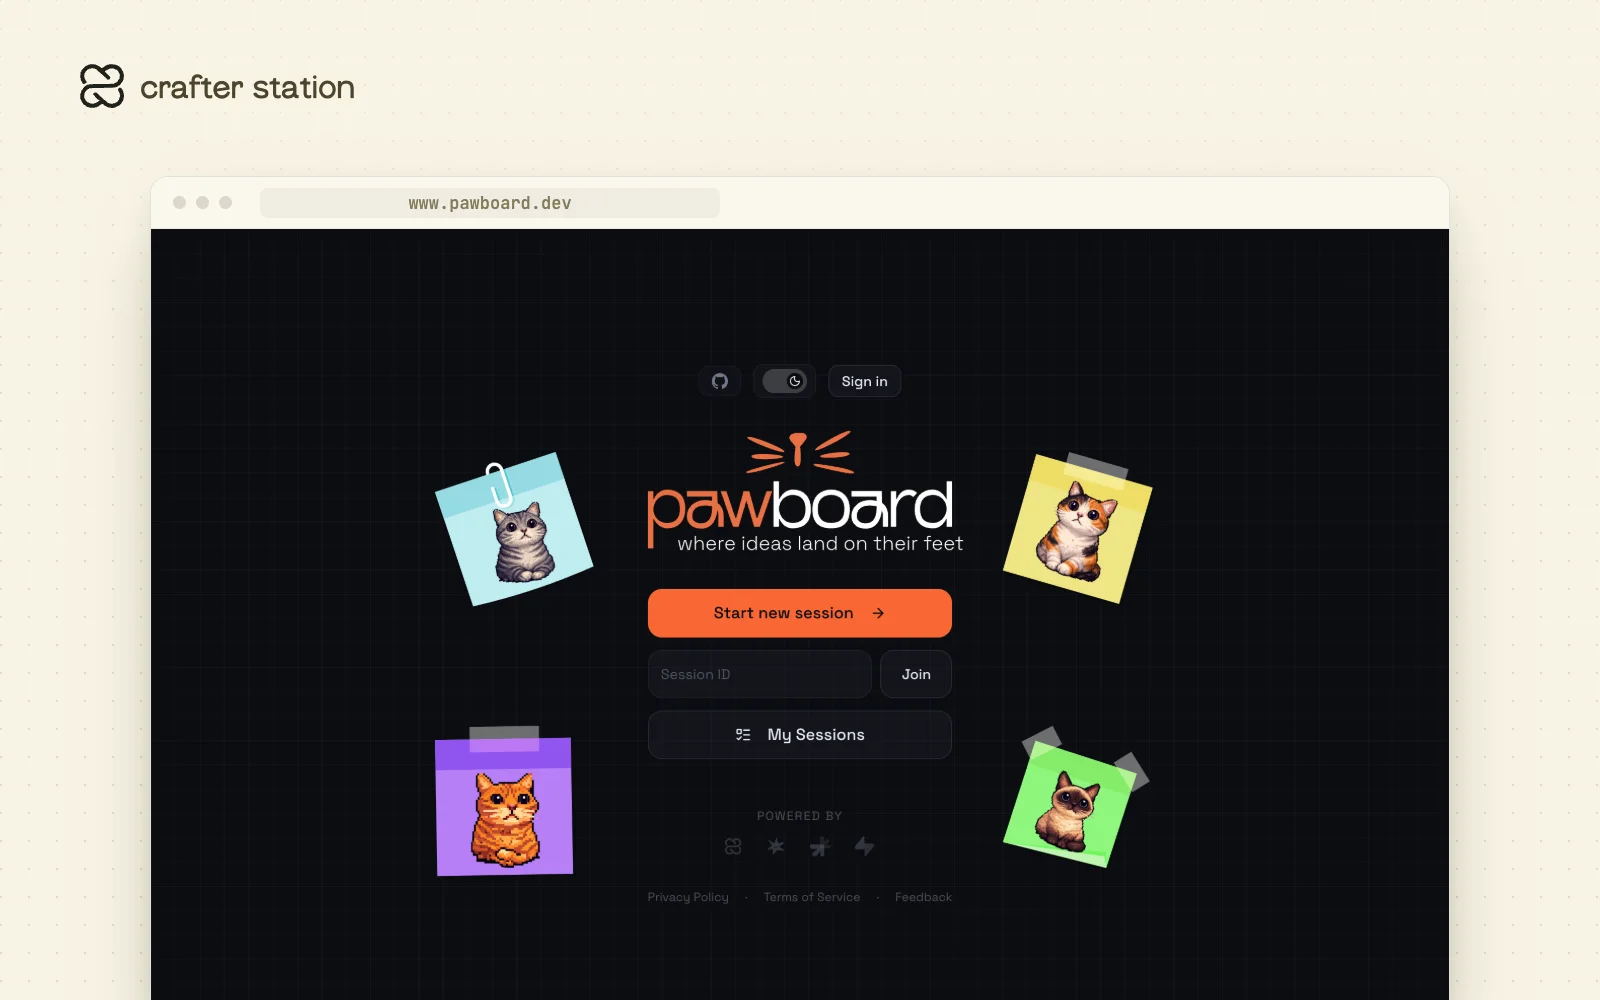 crafter station
www.pawboard.dev
Sign in
pawboard
where ideas land on their feet
Start new session →
Session ID
Join
My Sessions
POWERED BY
Privacy Policy · Terms of Service · Feedback